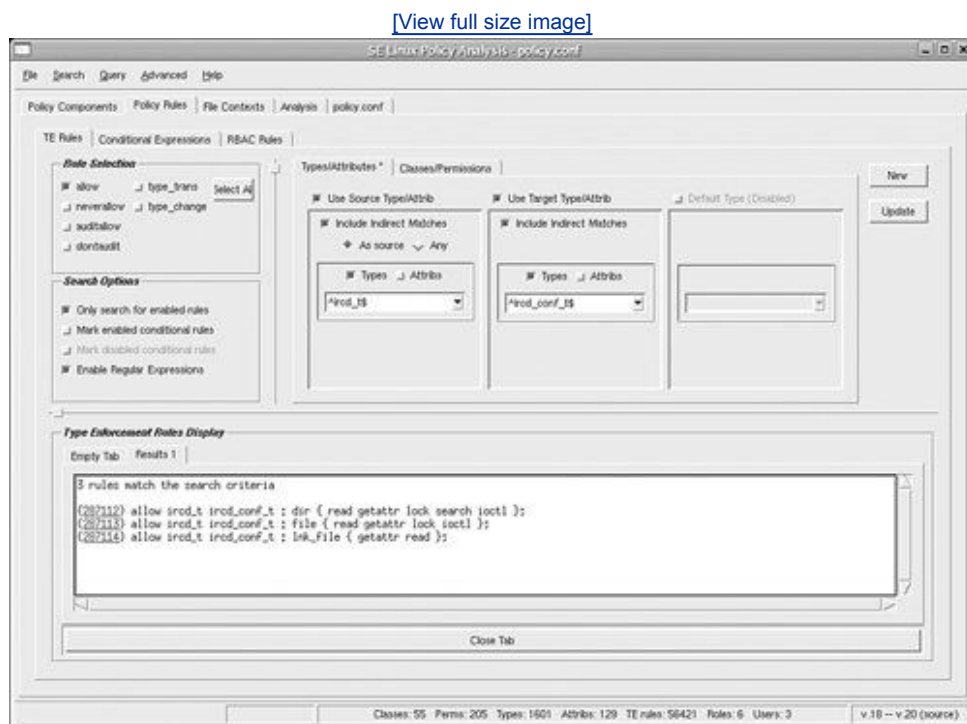 [View full size image]
SE Linux Policy Analysis - policy.conf
File Search Query Advanced Help
Policy Components Policy Rules File Contexts Analysis policy.conf
TE Rules Conditional Expressions RBAC Rules
Rule Selection
allow type_trans Select All
neverallow type_change
auditallow
dontaudit
Search Options
Only search for enabled rules
Mark enabled conditional rules
Mark disabled conditional rules
Enable Regular Expressions
Types/Attributes * Classes/Permissions
Use Source Type/Attrib Use Target Type/Attrib Default Type (Disabled)
Include Indirect Matches Include Indirect Matches
As source Any
Types Attribs Types Attribs
^ircd_t$ ^ircd_conf_t$
New
Update
Type Enforcement Rules Display
Empty Tab Results 1
3 rules match the search criteria
(287112) allow ircd_t ircd_conf_t : dir { read getattr lock search ioctl };
(287113) allow ircd_t ircd_conf_t : file { read getattr lock ioctl };
(287114) allow ircd_t ircd_conf_t : lnk_file { getattr read };
Close Tab
Classes: 55 Perms: 205 Types: 1601 Attribs: 129 TE rules: 56421 Roles: 6 Users: 3 v.18 -- v.20 (source)